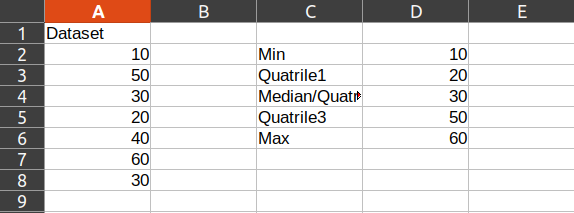 A B C D E
1 Dataset
2 10 Min 10
3 50 Quatrile1 20
4 30 Median/Quatr 30
5 20 Quatrile3 50
6 40 Max 60
7 60
8 30
9